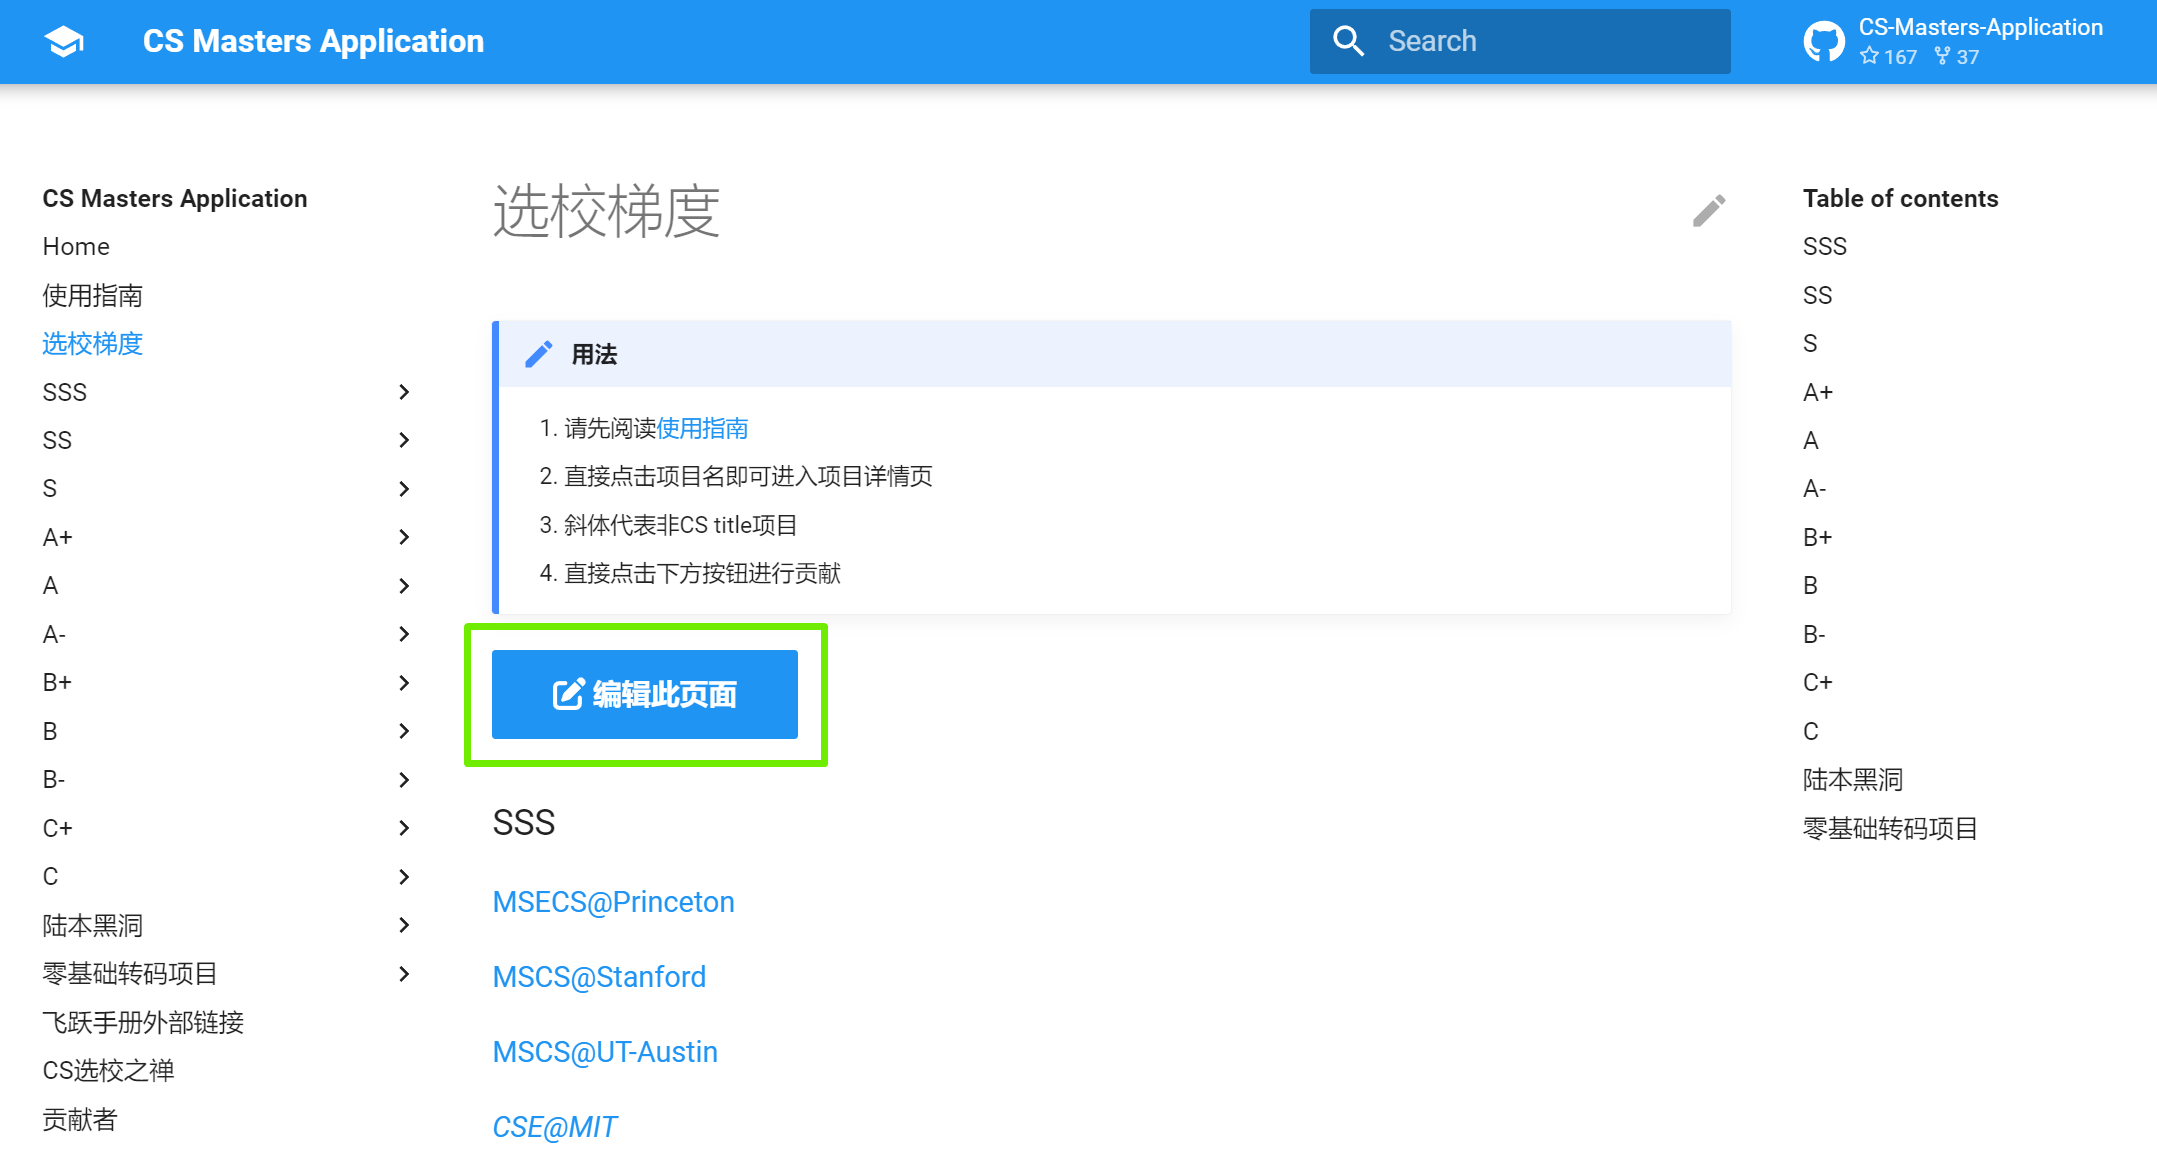 CS Masters Application
Search
CS-Masters-Application
167 37
CS Masters Application
Home
使用指南
选校梯度
SSS
SS
S
A+
A
A-
B+
B
B-
C+
C
陆本黑洞
零基础转码项目
飞跃手册外部链接
CS选校之禅
贡献者
选校梯度
用法
1. 请先阅读使用指南
2. 直接点击项目名即可进入项目详情页
3. 斜体代表非CS title项目
4. 直接点击下方按钮进行贡献
编辑此页面
SSS
MSECS@Princeton
MSCS@Stanford
MSCS@UT-Austin
CSE@MIT
Table of contents
SSS
SS
S
A+
A
A-
B+
B
B-
C+
C
陆本黑洞
零基础转码项目